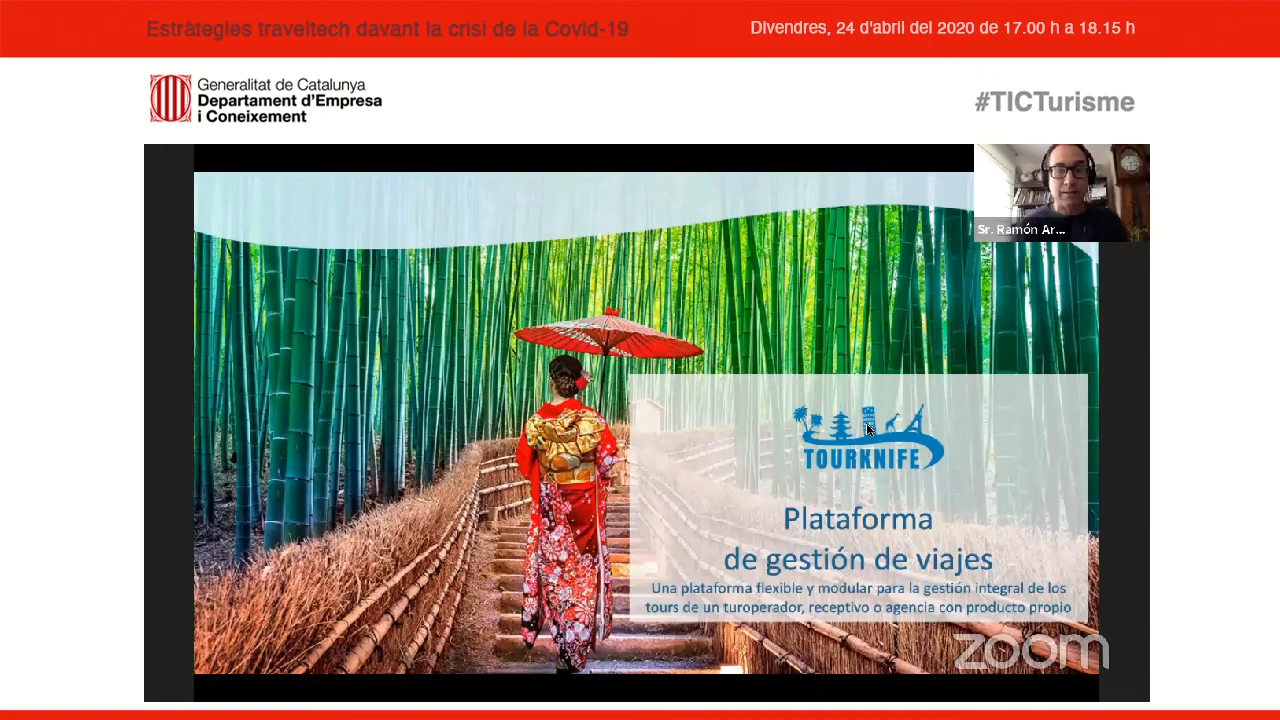 Estràtegies traveltech davant la crisi de la Covid-19
Divendres, 24 d'abril del 2020 de 17.00 h a 18.15 h
Generalitat de Catalunya
Departament d'Empresa
i Coneixement
#TICTurisme
Sr. Ramón Ar...
TOURKNIFE
Plataforma
de gestión de viajes
Una plataforma flexible y modular para la gestión integral de los
tours de un turoperador, receptivo o agencia con producto propio
zoom